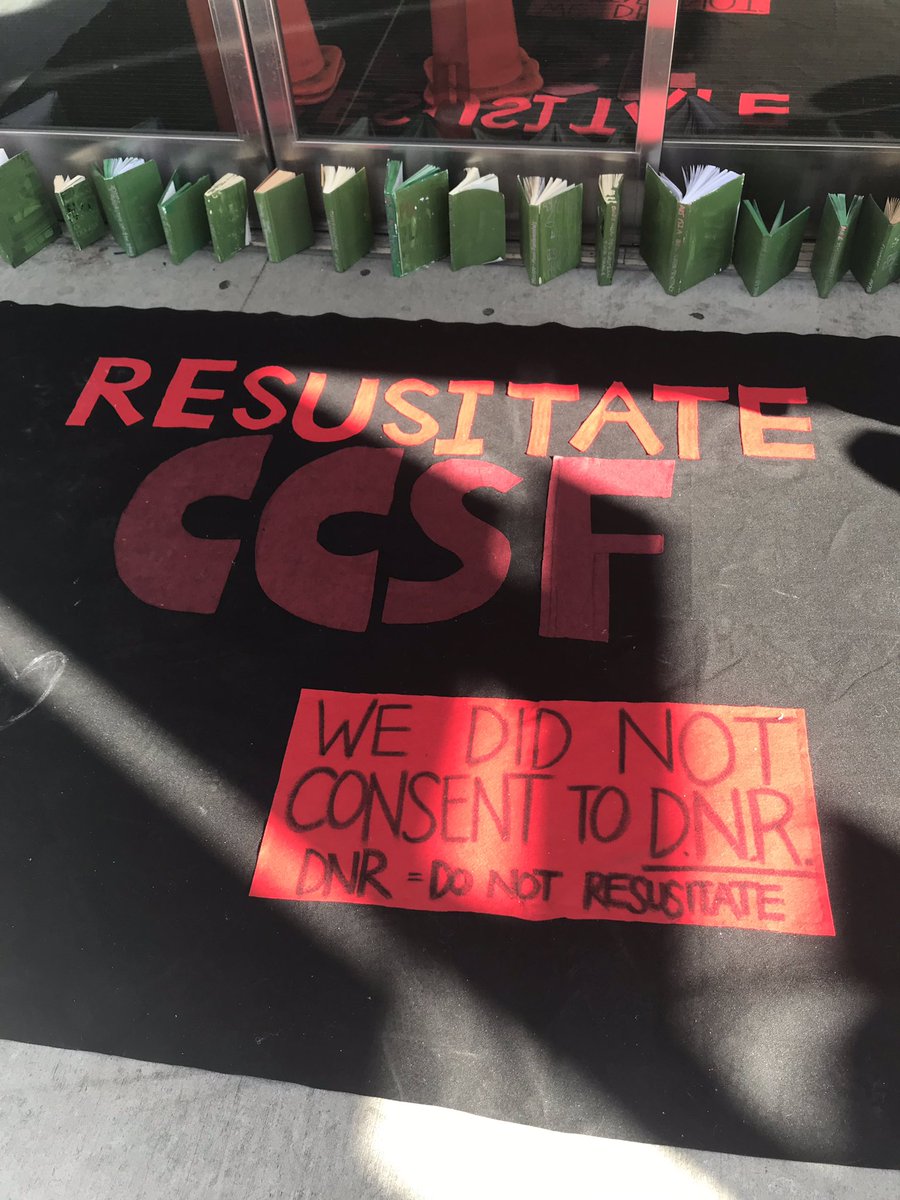 RESUSITATE
CCSF
WE DID NOT
CONSENT TO D.N.R.
DNR = DO NOT RESUSITATE